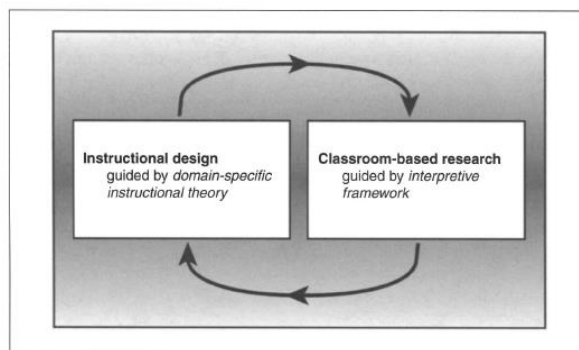 Instructional design
guided by domain-specific
instructional theory
Classroom-based research
guided by interpretive
framework